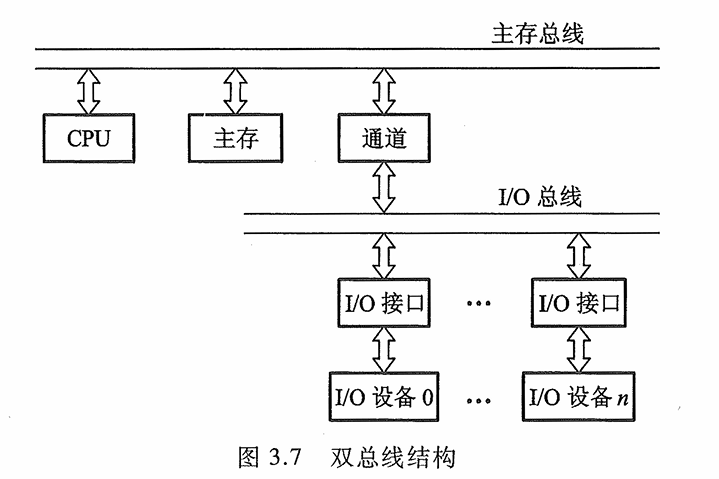 主存总线
CPU 主存 通道
I/O 总线
I/O 接口 … I/O 接口
I/O 设备 0 … I/O 设备 n
图 3.7 双总线结构